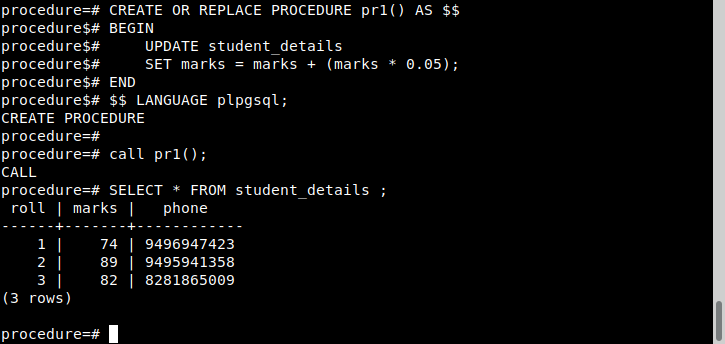 procedure=# CREATE OR REPLACE PROCEDURE pr1() AS $$
procedure$# BEGIN
procedure$#     UPDATE student_details
procedure$#     SET marks = marks + (marks * 0.05);
procedure$# END
procedure$# $$ LANGUAGE plpgsql;
CREATE PROCEDURE
procedure=#
procedure=# call pr1();
CALL
procedure=# SELECT * FROM student_details ;
 roll | marks |   phone
------+-------+------------
    1 |    74 | 9496947423
    2 |    89 | 9495941358
    3 |    82 | 8281865009
(3 rows)

procedure=#